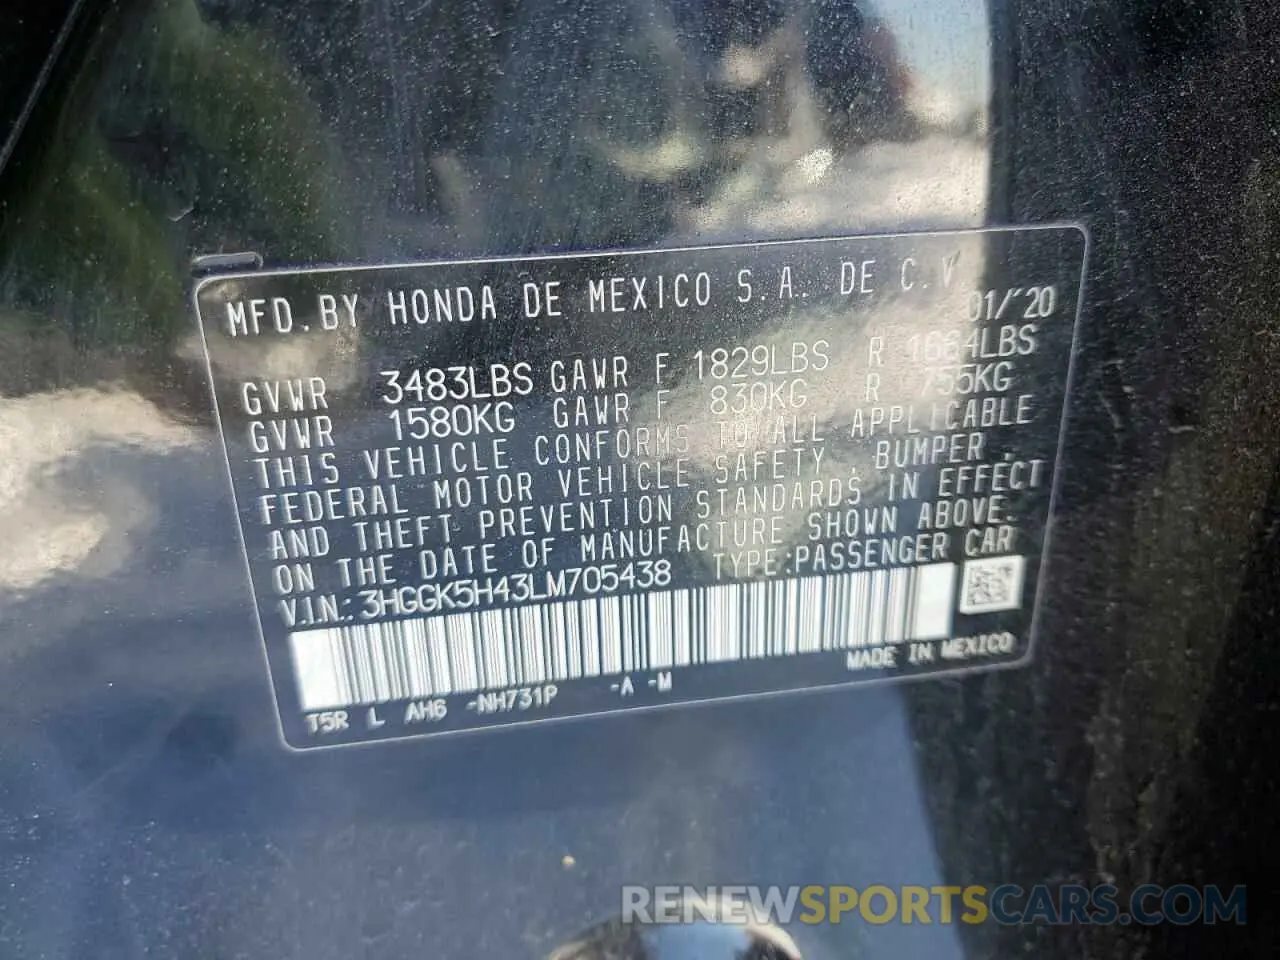 MFD.BY HONDA DE MEXICO S.A. DE C.V
01/'20
GVWR 3483LBS GAWR F 1829LBS R 1664LBS
GVWR 1580KG GAWR F 830KG R 755KG
THIS VEHICLE CONFORMS TO ALL APPLICABLE
FEDERAL MOTOR VEHICLE SAFETY , BUMPER ,
AND THEFT PREVENTION STANDARDS IN EFFECT
ON THE DATE OF MANUFACTURE SHOWN ABOVE.
V.I.N.: 3HGGK5H43LM705438 TYPE:PASSENGER CAR
MADE IN MEXICO
T5R L AH6 -NH731P -A -M
RENEWSPORTSCARS.COM